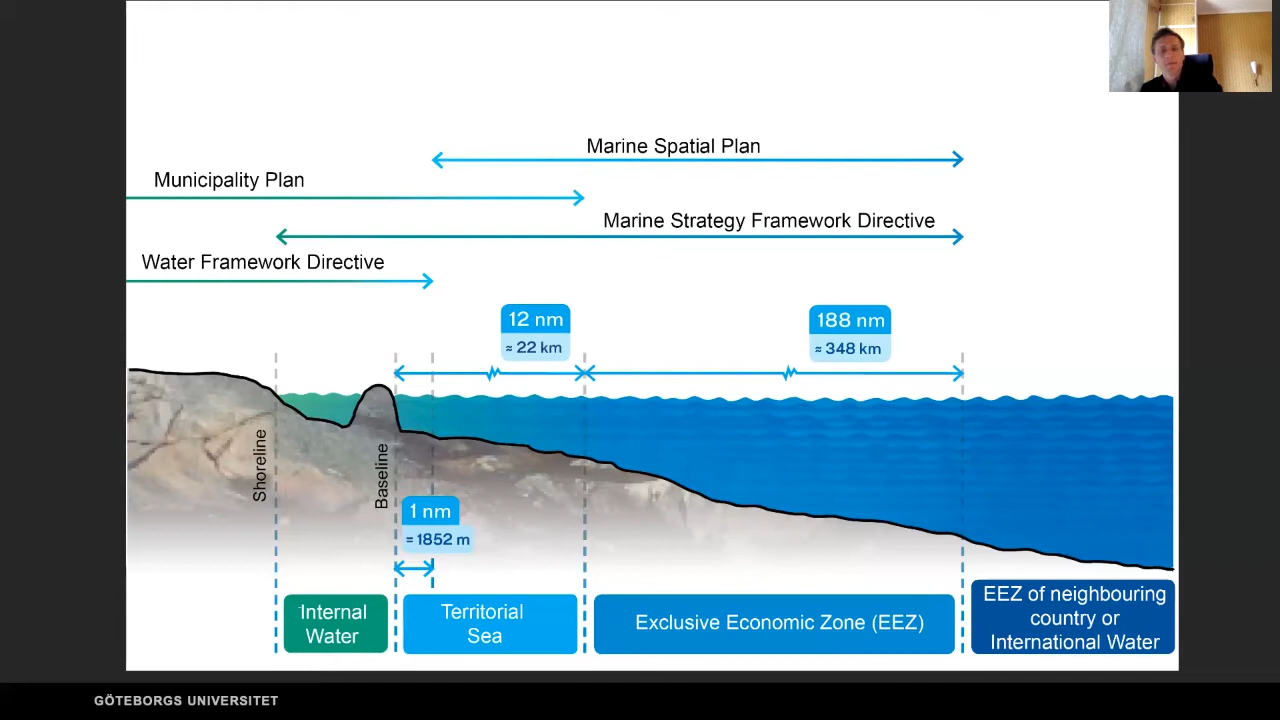 Marine Spatial Plan
Municipality Plan
Marine Strategy Framework Directive
Water Framework Directive
12 nm
≈ 22 km
188 nm
≈ 348 km
Shoreline
Baseline
1 nm
= 1852 m
Internal
Water
Territorial
Sea
Exclusive Economic Zone (EEZ)
EEZ of neighbouring
country or
International Water
GÖTEBORGS UNIVERSITET